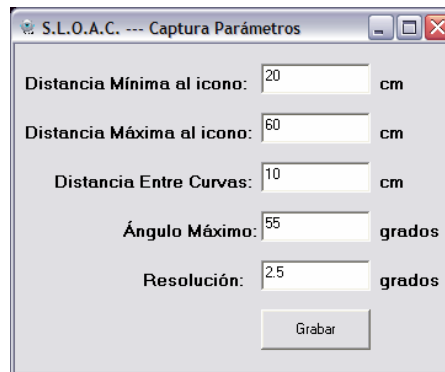 S.L.O.A.C. --- Captura Parámetros
Distancia Mínima al icono: 20 cm
Distancia Máxima al icono: 60 cm
Distancia Entre Curvas: 10 cm
Ángulo Máximo: 55 grados
Resolución: 2.5 grados
Grabar